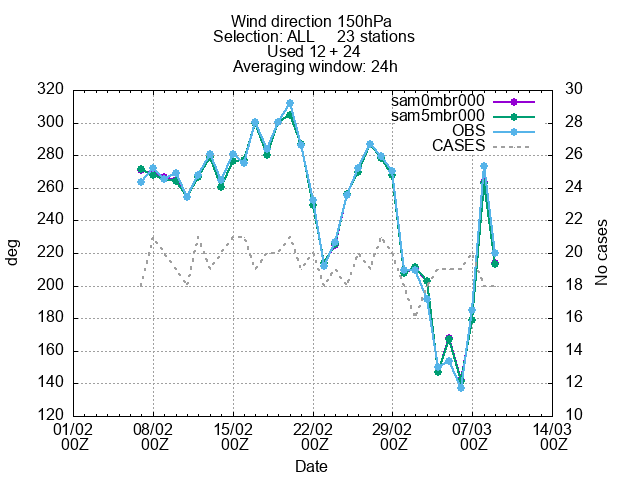 Wind direction 150hPa
Selection: ALL 23 stations
Used 12 + 24
Averaging window: 24h
sam0mbr000
sam5mbr000
OBS
CASES
deg
320
300
280
260
240
220
200
180
160
140
120
No cases
30
28
26
24
22
20
18
16
14
12
10
01/02 08/02 15/02 22/02 29/02 07/03 14/03
00Z 00Z 00Z 00Z 00Z 00Z 00Z
Date